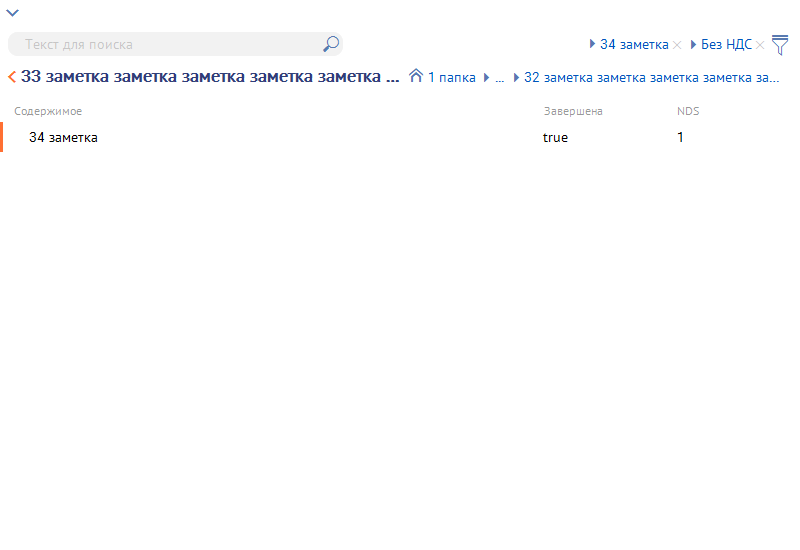 Текст для поиска 34 заметка Без НДС
33 заметка заметка заметка заметка заметка ... 1 папка ... 32 заметка заметка заметка заметка за...
Содержимое Завершена NDS
34 заметка true 1